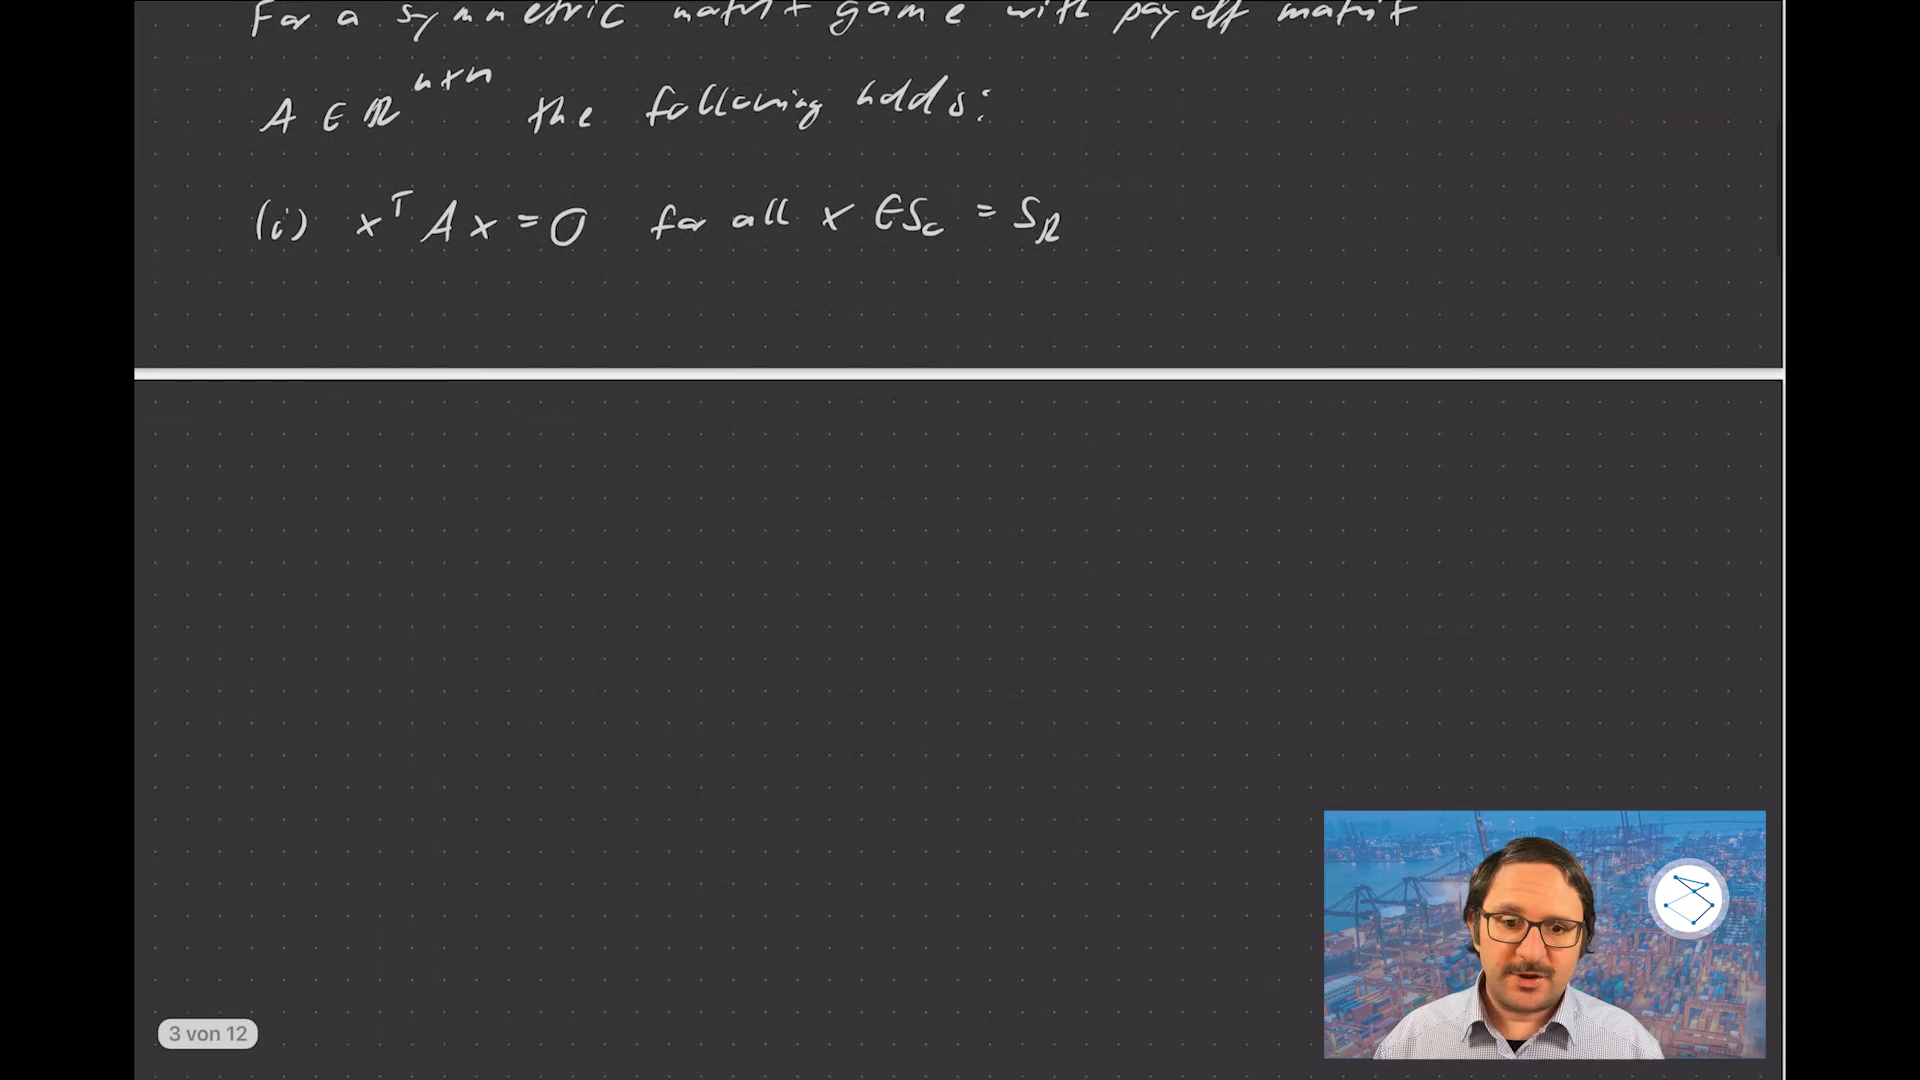 For a symmetric matrix game with payoff matrix
A ∈ ℝ^{n×n} the following holds:
(i) x^T A x = 0 for all x ∈ S_C = S_R
3 von 12